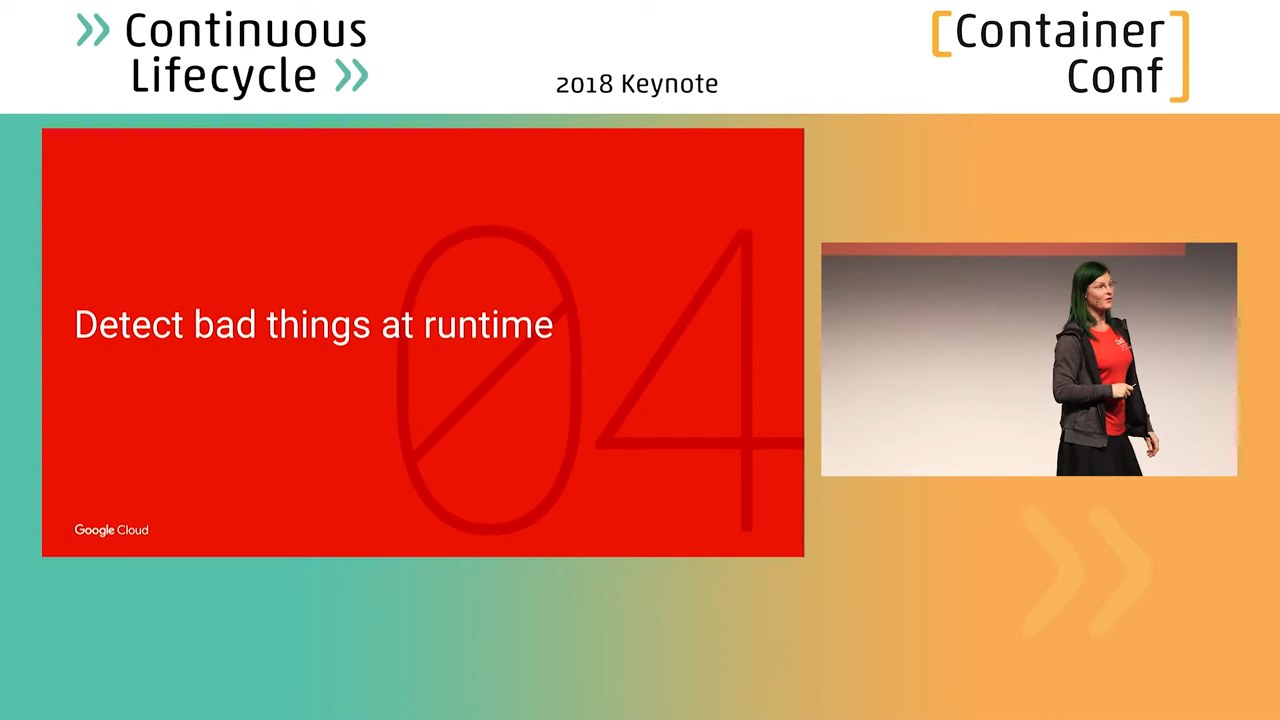 Continuous
Lifecycle
2018 Keynote
[Container
Conf]
04
Detect bad things at runtime
Google Cloud